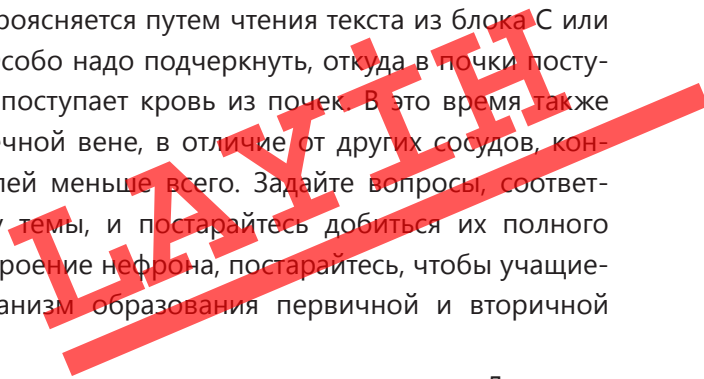 роясняется путем чтения текста из блока С или
собо надо подчеркнуть, откуда в почки посту-
поступает кровь из почек. В это время также
чной вене, в отличие от других сосудов, кон-
лей меньше всего. Задайте вопросы, соответ-
у темы, и постарайтесь добиться их полного
роение нефрона, постарайтесь, чтобы учащие-
анизм образования первичной и вторичной
LAYİH